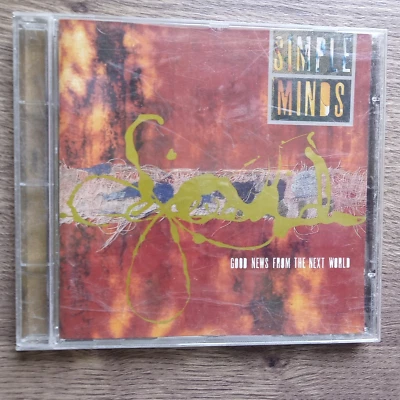 SIMPLE
MINDS
GOOD NEWS FROM THE NEXT WORLD